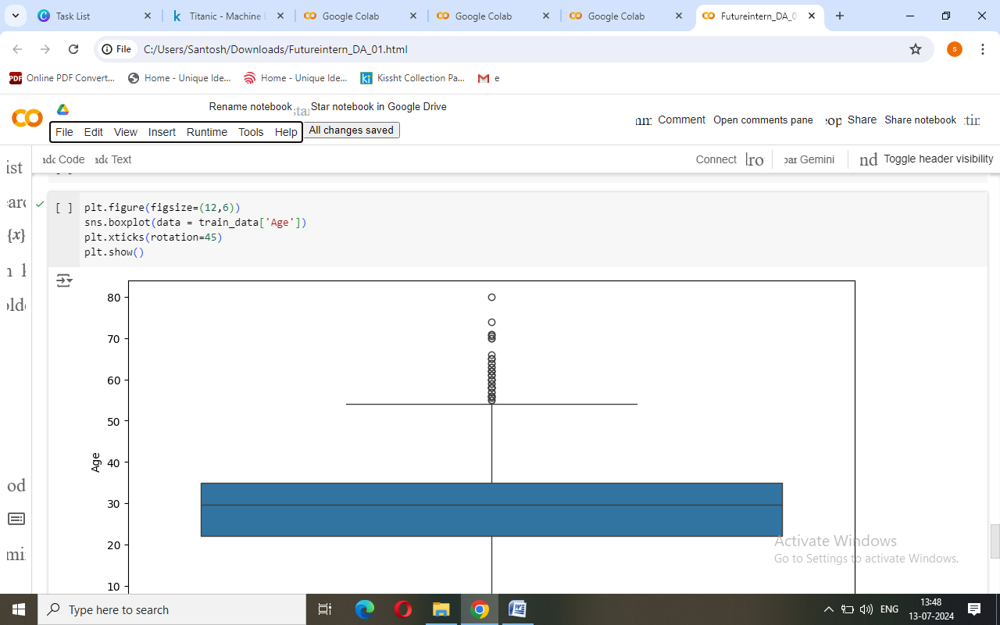 Task List
Titanic - Machine L
Google Colab
Google Colab
Google Colab
Futureintern_DA_0
File
C:/Users/Santosh/Downloads/Futureintern_DA_01.html
s
PDF
Online PDF Convert...
Home - Unique Ide...
Home - Unique Ide...
Kissht Collection Pa...
e
Rename notebook
Star notebook in Google Drive
File Edit View Insert Runtime Tools Help
All changes saved
Comment
Open comments pane
Share
Share notebook
Code
Text
Connect
Gemini
Toggle header visibility
{x}
[ ]
plt.figure(figsize=(12,6))
sns.boxplot(data = train_data['Age'])
plt.xticks(rotation=45)
plt.show()
80
70
60
50
40
30
20
10
Age
Activate Windows
Go to Settings to activate Windows.
Type here to search
ENG
13:48
13-07-2024